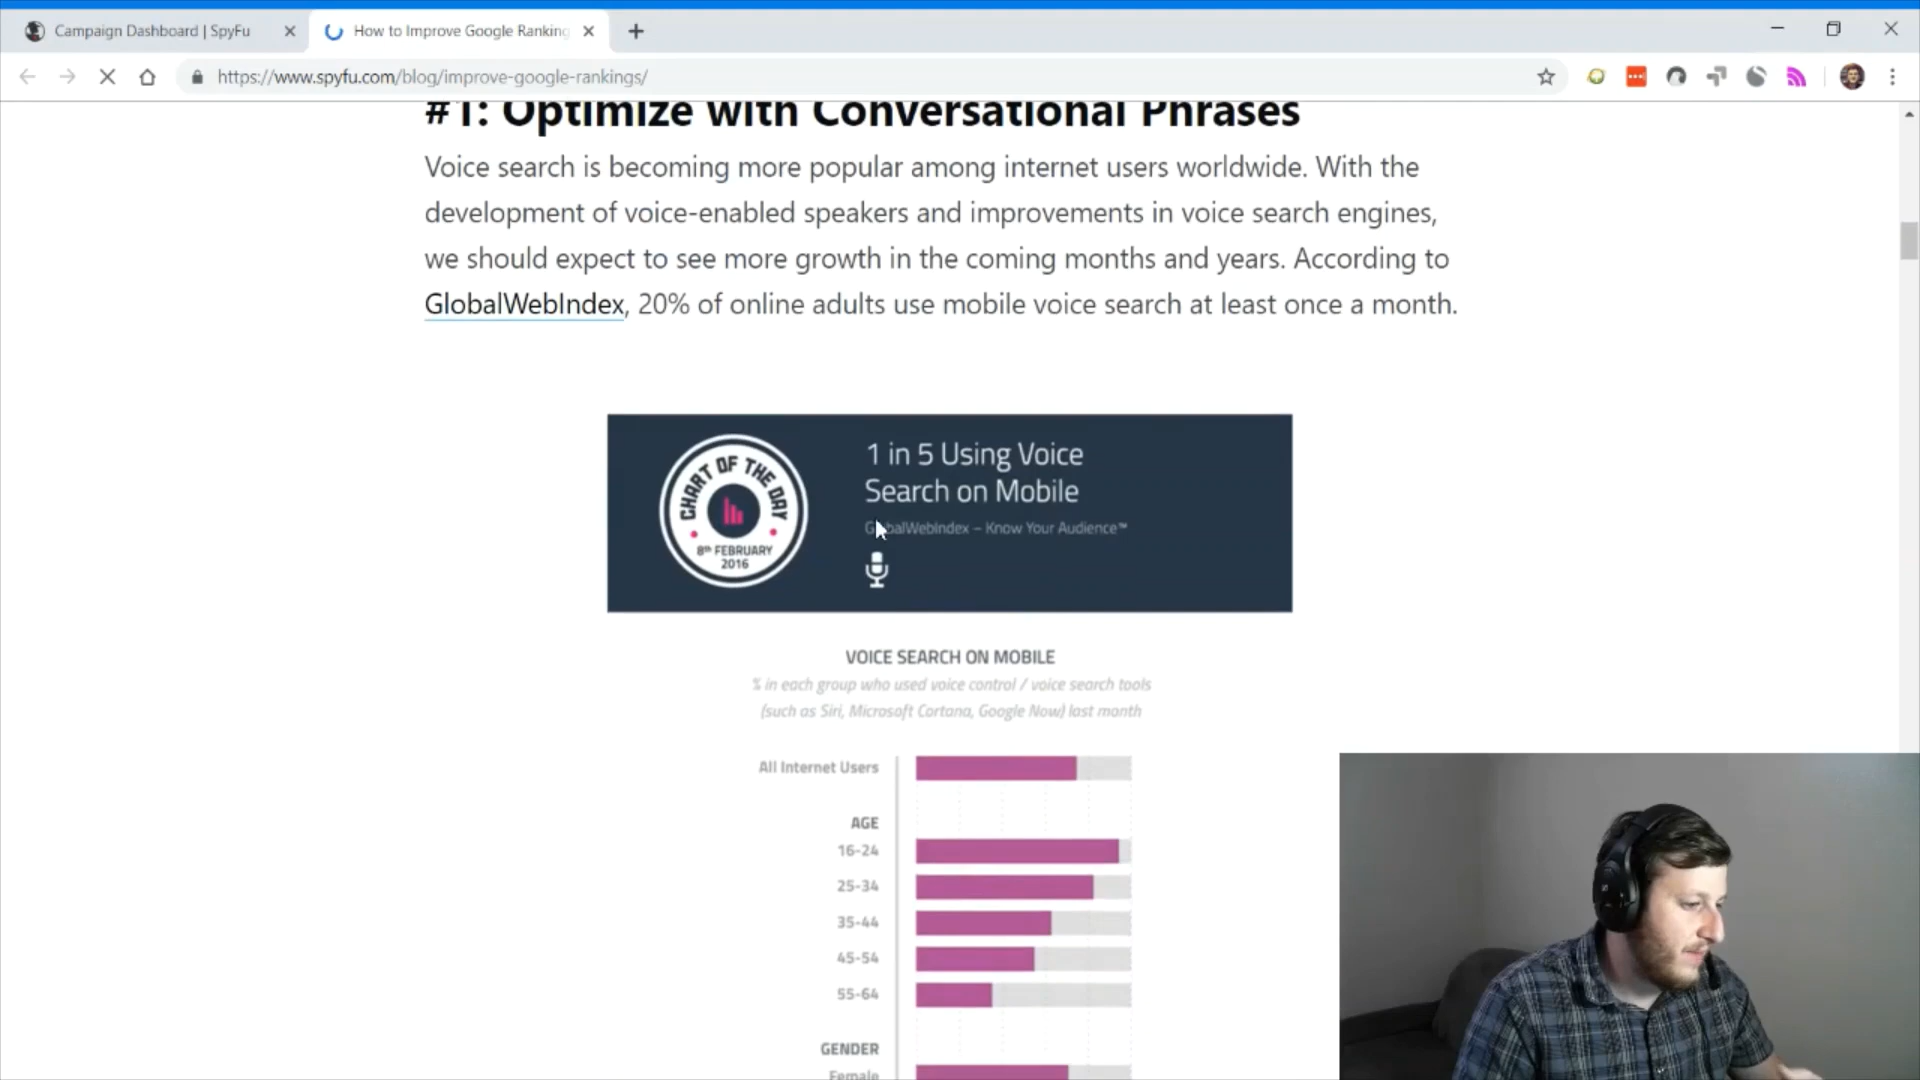 Campaign Dashboard | SpyFu
How to Improve Google Ranking
https://www.spyfu.com/blog/improve-google-rankings/
#1: Optimize with Conversational Phrases
Voice search is becoming more popular among internet users worldwide. With the
development of voice-enabled speakers and improvements in voice search engines,
we should expect to see more growth in the coming months and years. According to
GlobalWebIndex, 20% of online adults use mobile voice search at least once a month.
CHART OF THE DAY
8th FEBRUARY
2016
1 in 5 Using Voice
Search on Mobile
GlobalWebIndex – Know Your Audience™
VOICE SEARCH ON MOBILE
% in each group who used voice control / voice search tools
(such as Siri, Microsoft Cortana, Google Now) last month
All Internet Users
AGE
16-24
25-34
35-44
45-54
55-64
GENDER
Female